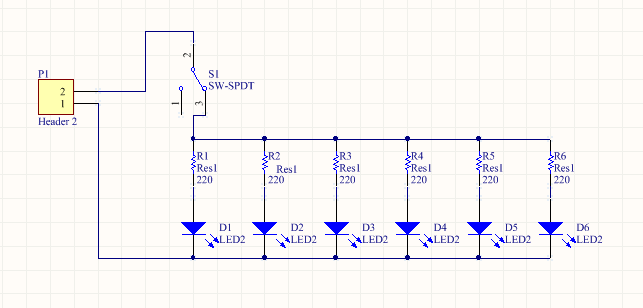 P1
2
1
Header 2
2
S1
SW-SPDT
1
3
R1
Res1
220
R2
Res1
220
R3
Res1
220
R4
Res1
220
R5
Res1
220
R6
Res1
220
D1
LED2
D2
LED2
D3
LED2
D4
LED2
D5
LED2
D6
LED2